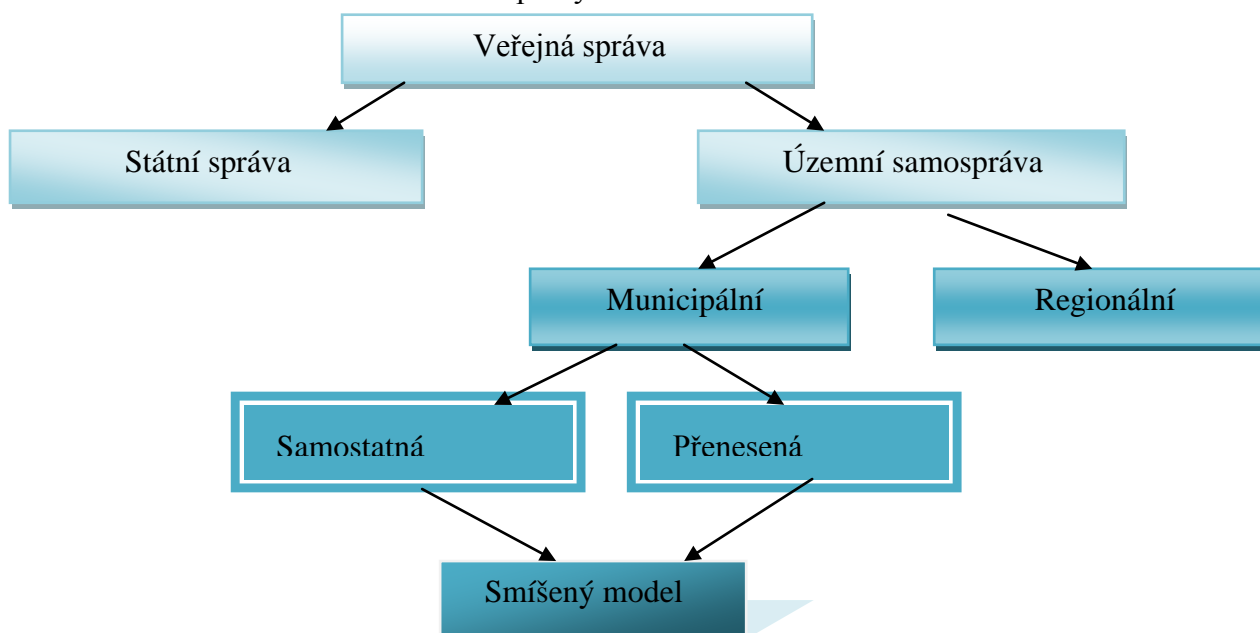 Veřejná správa
Státní správa
Územní samospráva
Municipální
Regionální
Samostatná
Přenesená
Smíšený model